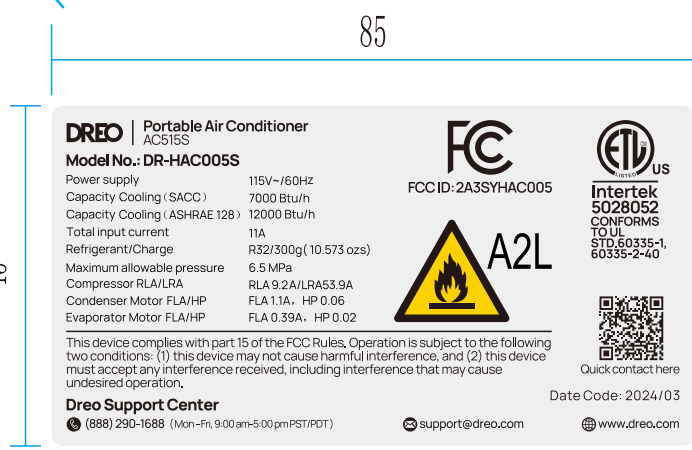 85
DREO
Portable Air Conditioner
AC515S
Model No.: DR-HAC005S
Power supply 115V~/60Hz
Capacity Cooling (SACC) 7000 Btu/h
Capacity Cooling (ASHRAE 128) 12000 Btu/h
Total input current 11A
Refrigerant/Charge R32/300g( 10.573 ozs)
Maximum allowable pressure 6.5 MPa
Compressor RLA/LRA RLA 9.2A/LRA53.9A
Condenser Motor FLA/HP FLA 1.1A, HP 0.06
Evaporator Motor FLA/HP FLA 0.39A, HP 0.02
FC
FCC ID: 2A3SYHAC005
A2L
ETL
LISTED
US
Intertek
5028052
CONFORMS
TO UL
STD,60335-1,
60335-2-40
Quick contact here
This device complies with part 15 of the FCC Rules. Operation is subject to the following
two conditions: (1) this device may not cause harmful interference, and (2) this device
must accept any interference received, including interference that may cause
undesired operation.
Date Code: 2024/03
Dreo Support Center
(888) 290-1688 (Mon-Fri, 9:00am-5:00pm PST/PDT)
support@dreo.com
www.dreo.com